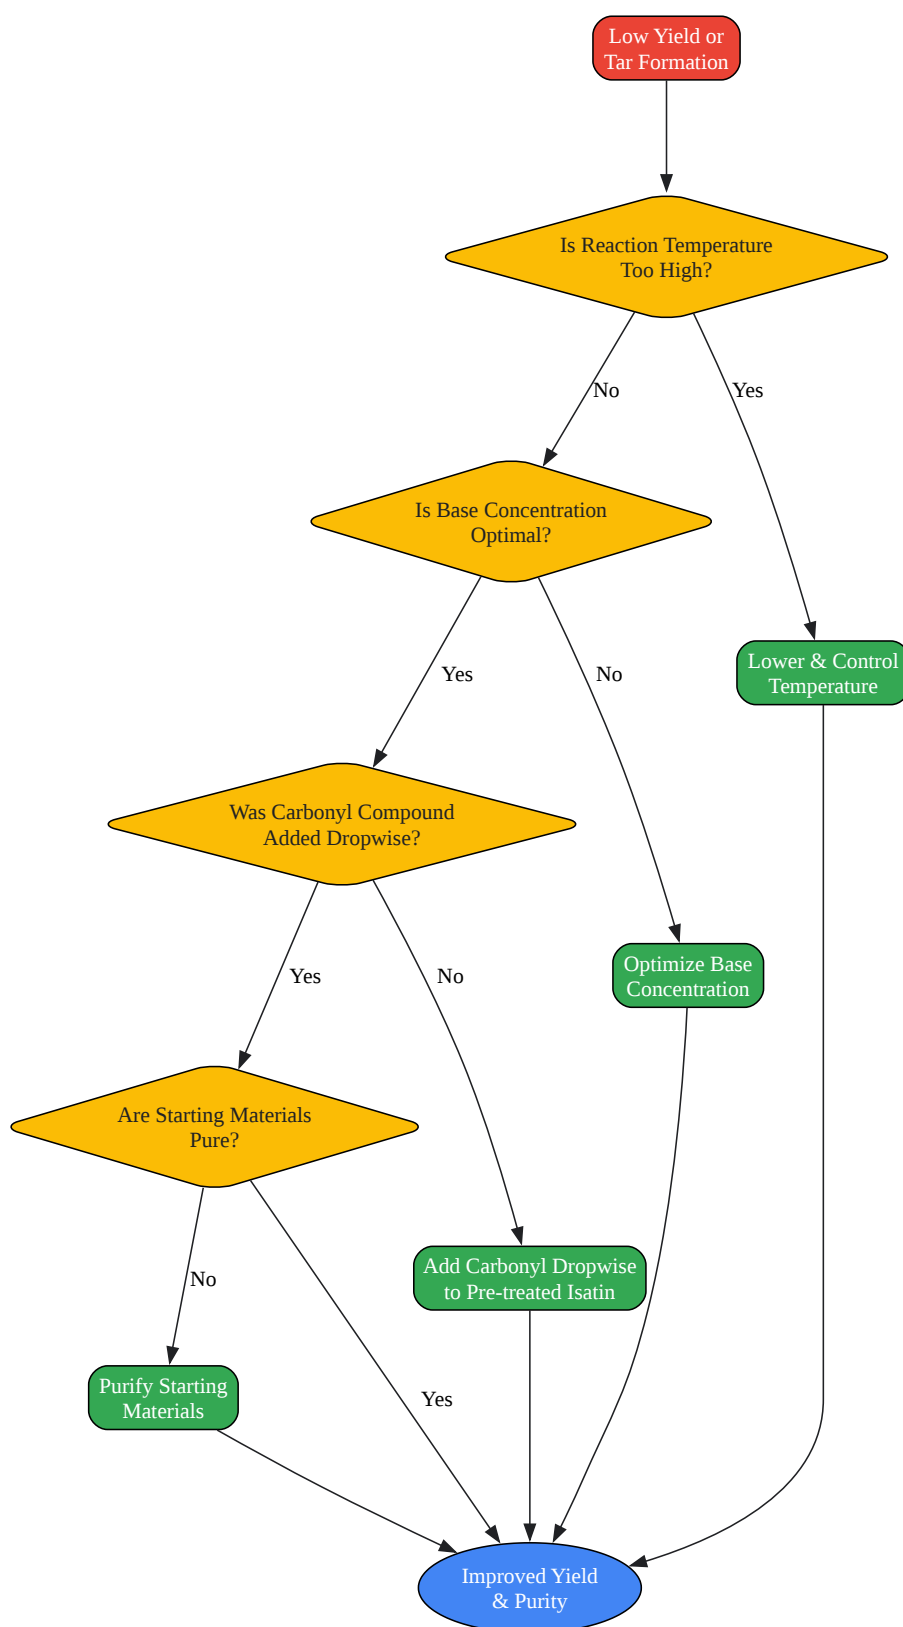 Low Yield or
Tar Formation
Is Reaction Temperature
Too High?
No
Yes
Is Base Concentration
Optimal?
Yes
No
Lower & Control
Temperature
Was Carbonyl Compound
Added Dropwise?
Yes
No
Optimize Base
Concentration
Are Starting Materials
Pure?
No
Yes
Add Carbonyl Dropwise
to Pre-treated Isatin
Purify Starting
Materials
Improved Yield
& Purity